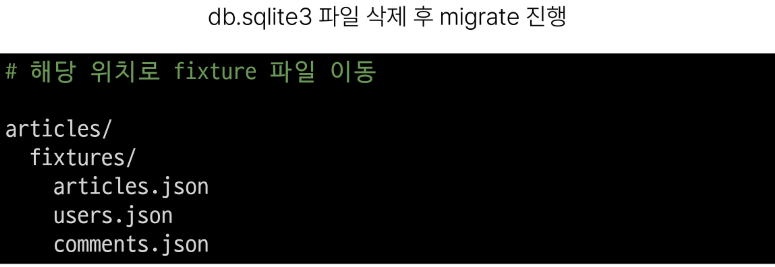 db.sqlite3 파일 삭제 후 migrate 진행
# 해당 위치로 fixture 파일 이동
articles/
fixtures/
articles.json
users.json
comments.json